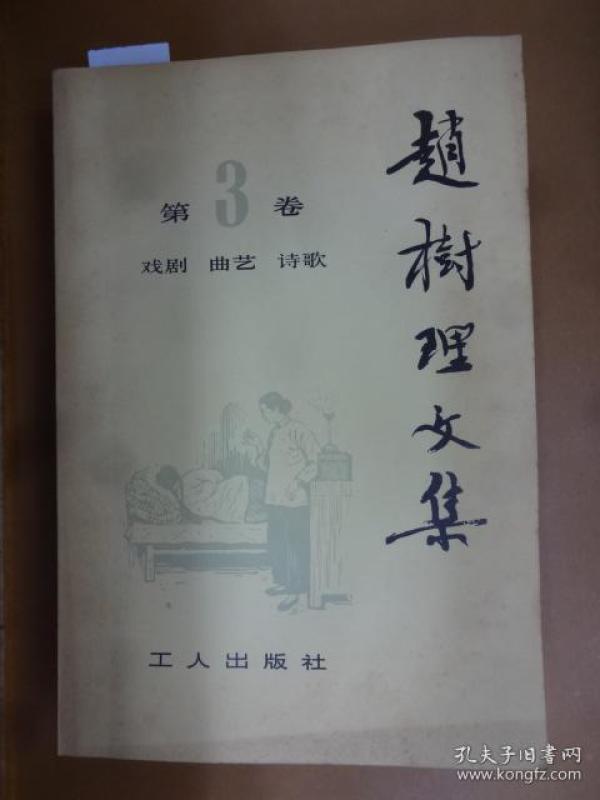 趙樹理文集
第3卷
戏剧 曲艺 诗歌
工人出版社
孔夫子旧书网
www.kongfz.com